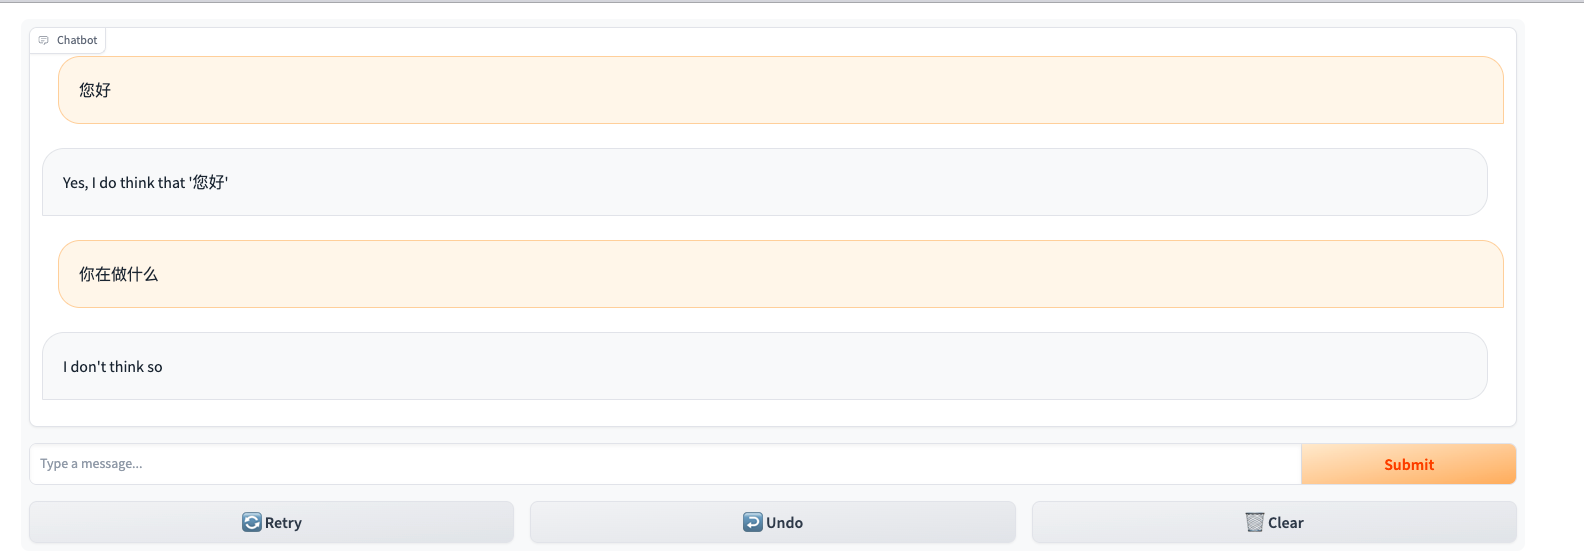 Chatbot
您好
Yes, I do think that '您好'
你在做什么
I don't think so
Type a message...
Submit
Retry
Undo
Clear